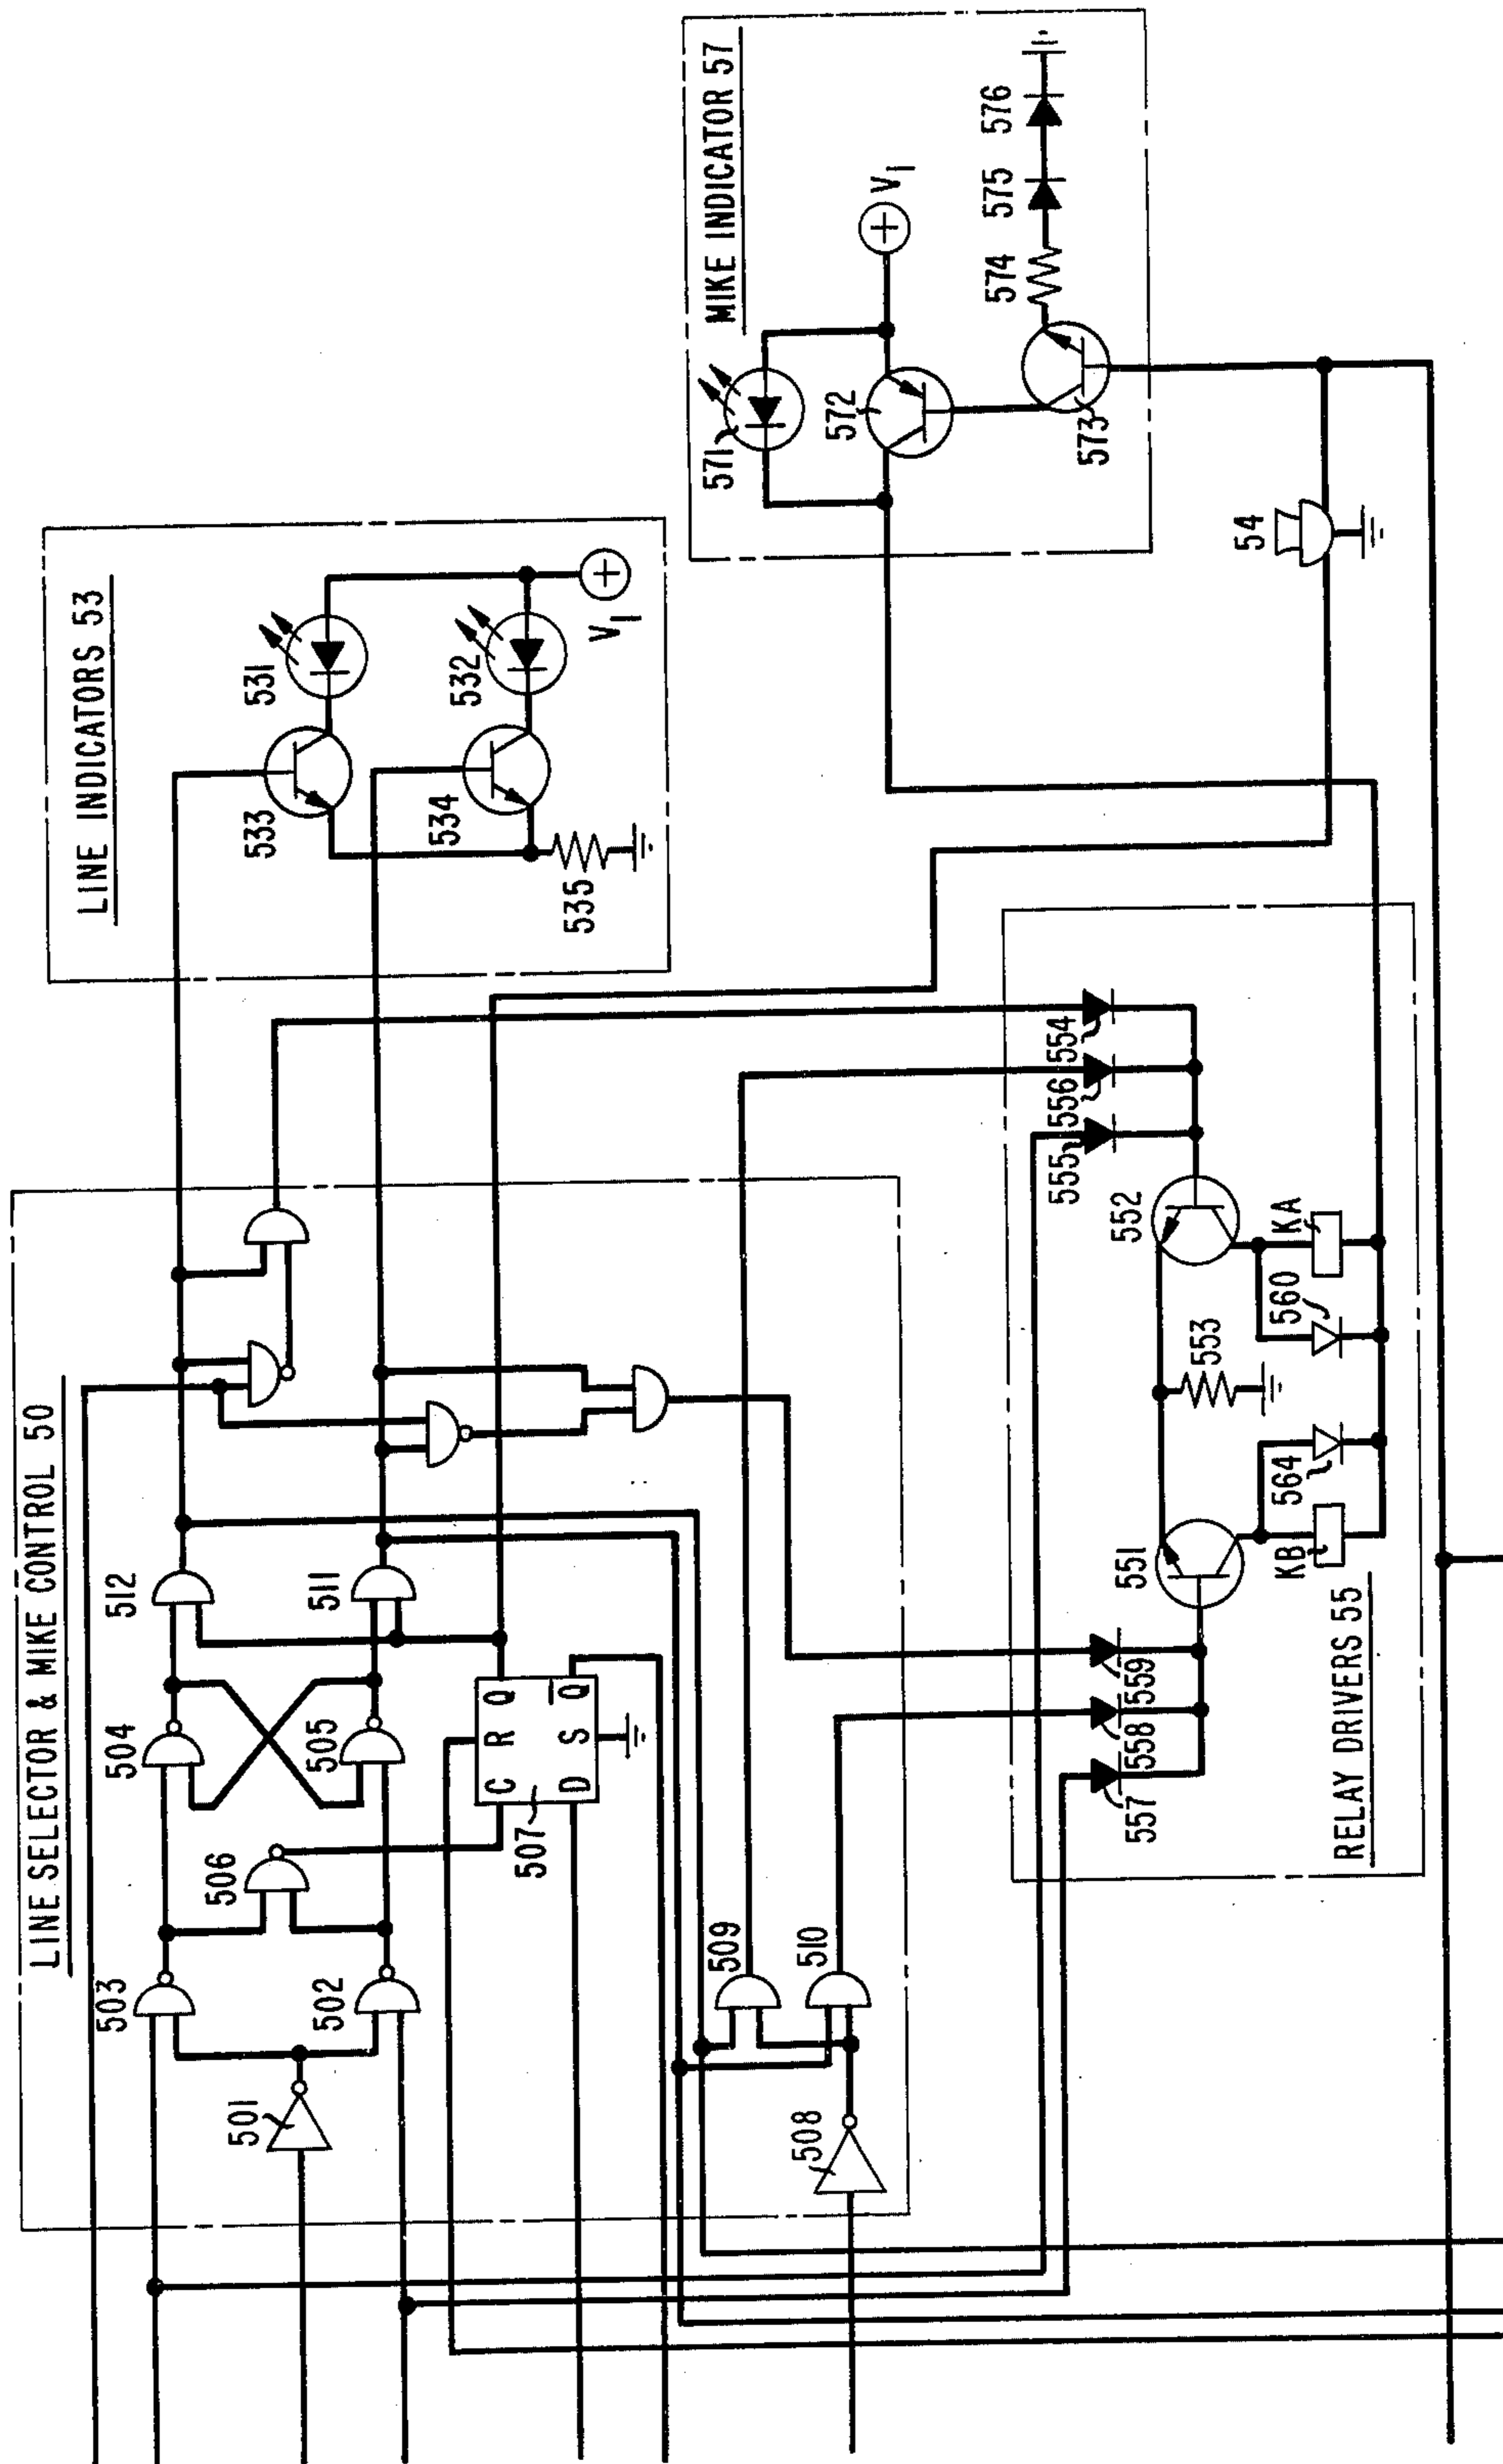 LINE SELECTOR & MIKE CONTROL 50
503
504
512
501
506
502
505
511
C
R
Q
D
S
Q̅
507
508
509
510
LINE INDICATORS 53
531
533
532
534
535
V1
MIKE INDICATOR 57
571
572
V1
573
574
575
576
54
RELAY DRIVERS 55
557
558
559
551
KB
564
553
560
KA
552
555
556
554